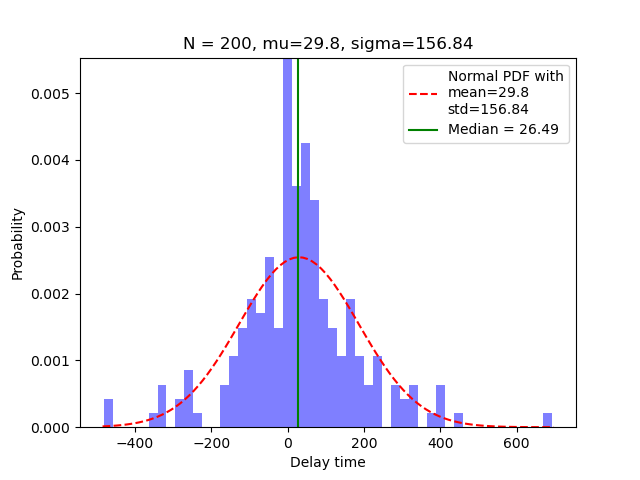 N = 200, mu=29.8, sigma=156.84
Normal PDF with
mean=29.8
std=156.84
Median = 26.49
Probability
0.005
0.004
0.003
0.002
0.001
0.000
−400
−200
0
200
400
600
Delay time